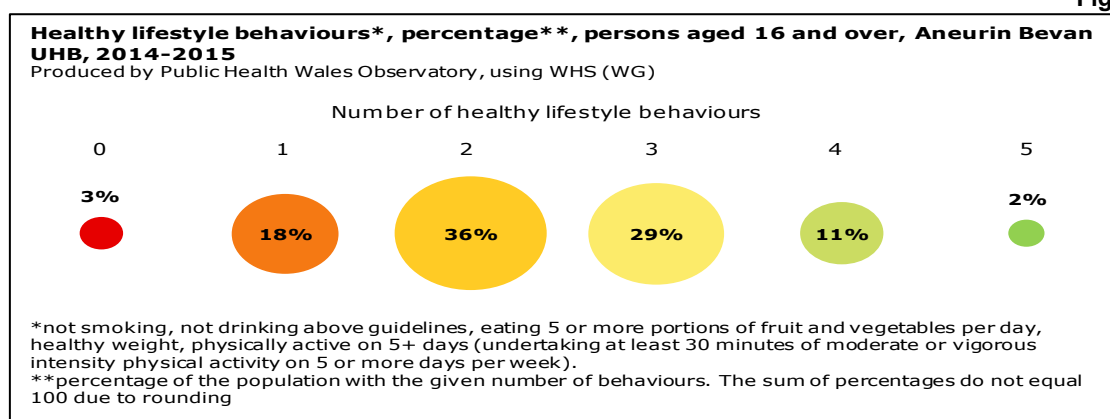 Healthy lifestyle behaviours*, percentage**, persons aged 16 and over, Aneurin Bevan
UHB, 2014-2015
Produced by Public Health Wales Observatory, using WHS (WG)
Number of healthy lifestyle behaviours
0 1 2 3 4 5
3% 18% 36% 29% 11% 2%
*not smoking, not drinking above guidelines, eating 5 or more portions of fruit and vegetables per day,
healthy weight, physically active on 5+ days (undertaking at least 30 minutes of moderate or vigorous
intensity physical activity on 5 or more days per week).
**percentage of the population with the given number of behaviours. The sum of percentages do not equal
100 due to rounding